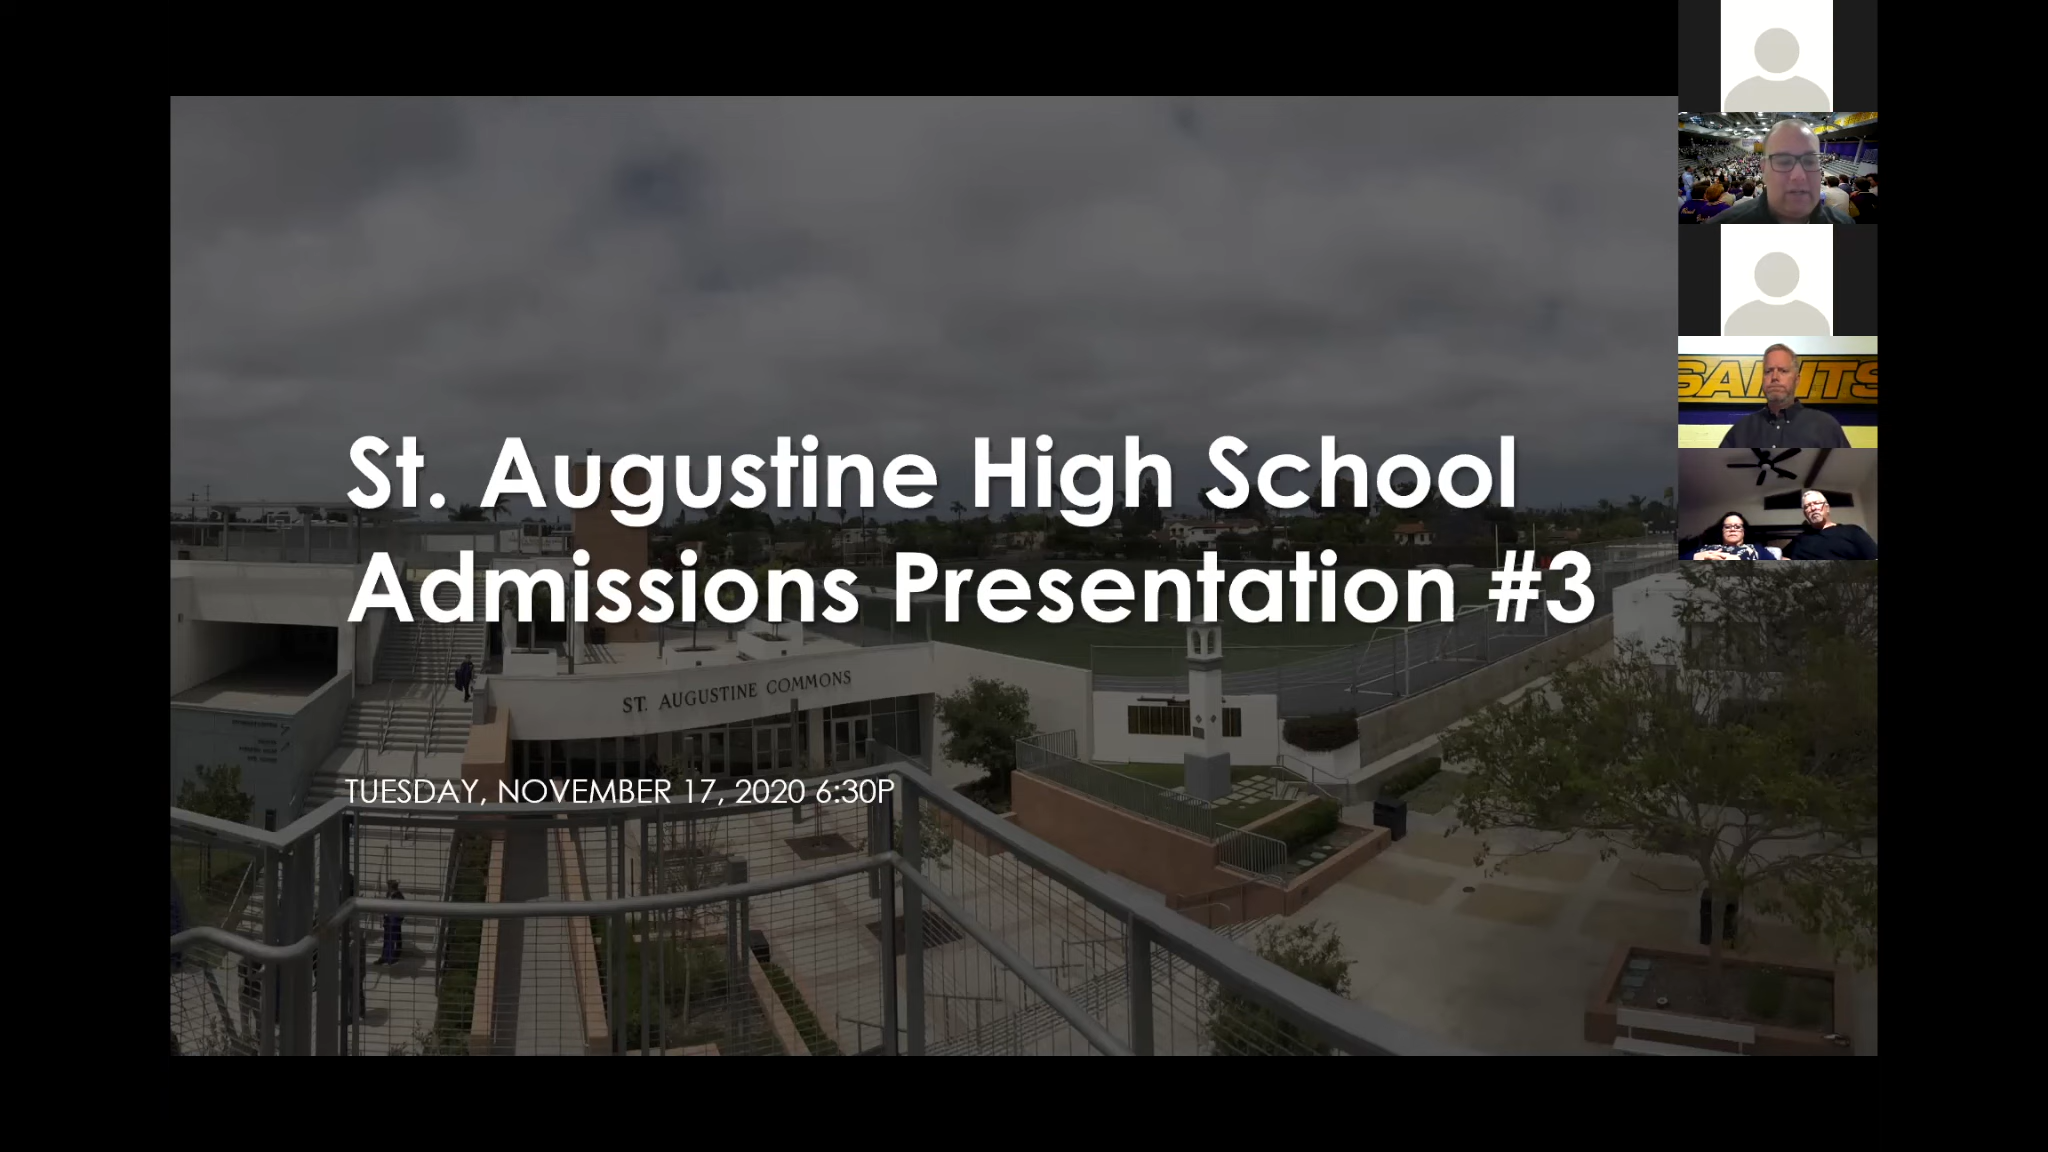 St. Augustine High School
Admissions Presentation #3
ST. AUGUSTINE COMMONS
TUESDAY, NOVEMBER 17, 2020 6:30P
SAINTS